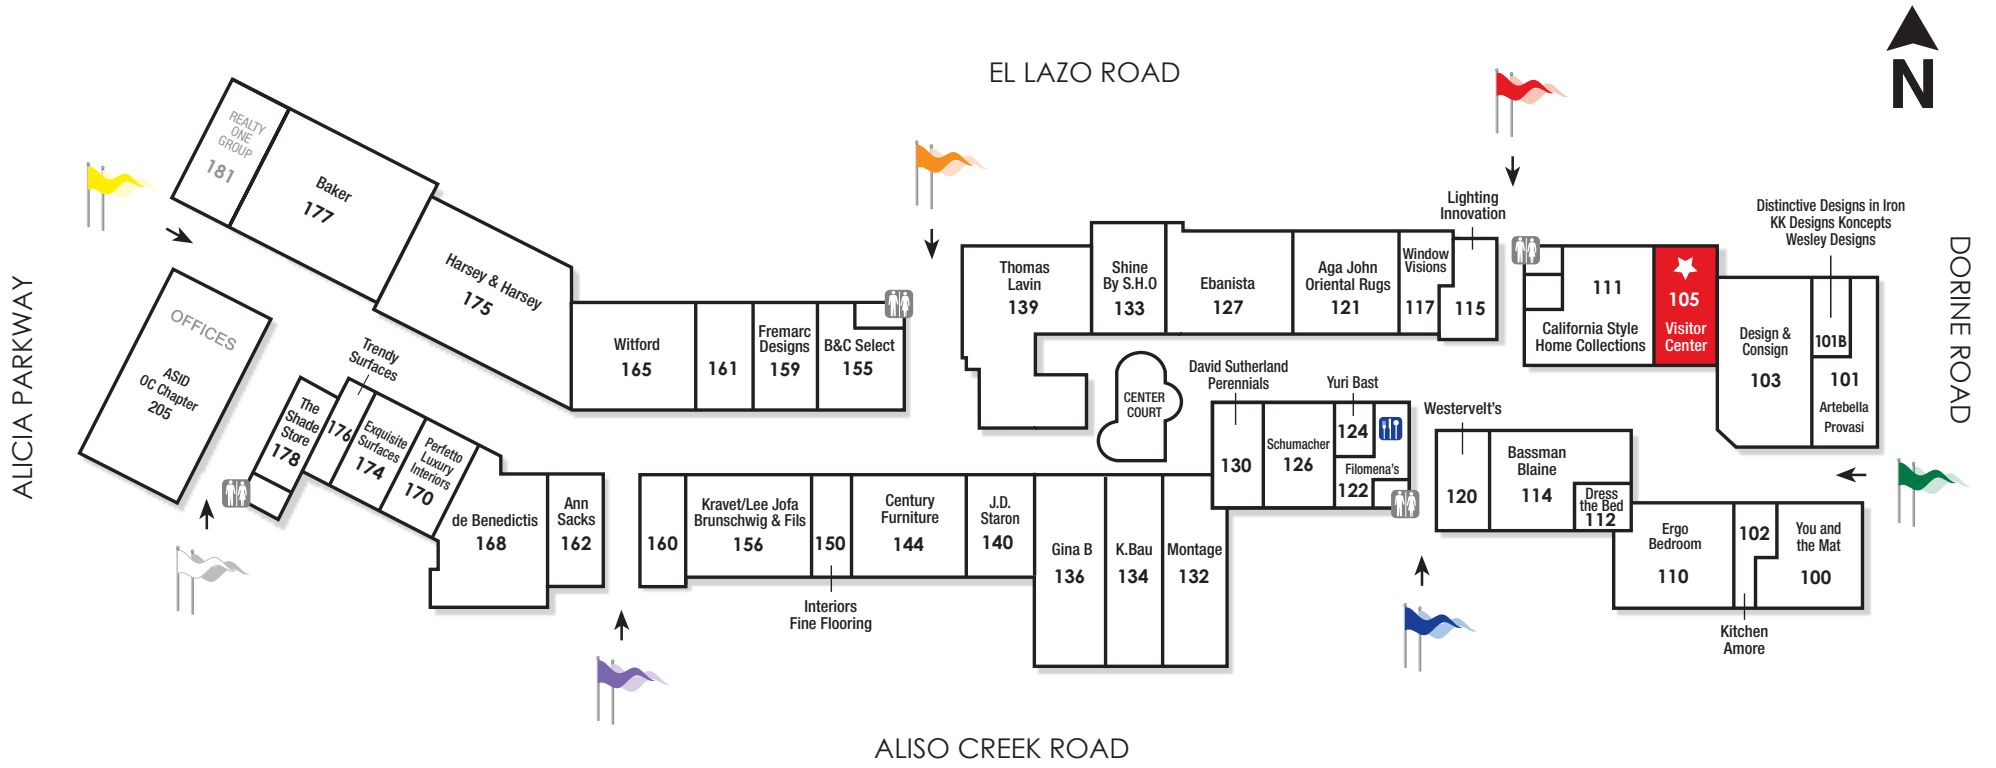 EL LAZO ROAD
N
ALICIA PARKWAY
DORINE ROAD
ALISO CREEK ROAD
REALTY
ONE
GROUP
181
Baker
177
Harsey & Harsey
175
Witford
165
161
Fremarc
Designs
159
B&C Select
155
Thomas
Lavin
139
Shine
By S.H.O
133
Ebanista
127
Aga John
Oriental Rugs
121
Window
Visions
117
Lighting
Innovation
115
111
California Style
Home Collections
105
Visitor
Center
Design &
Consign
103
Distinctive Designs in Iron
KK Designs Koncepts
Wesley Designs
101B
101
Artebella
Provasi
OFFICES
ASID
OC Chapter
205
The
Shade
Store
178
Trendy
Surfaces
176
Exquisite
Surfaces
174
Perfetto
Luxury
Interiors
170
de Benedictis
168
Ann
Sacks
162
160
Kravet/Lee Jofa
Brunschwig & Fils
156
150
Interiors
Fine Flooring
Century
Furniture
144
J.D.
Staron
140
Gina B
136
K.Bau
134
Montage
132
CENTER
COURT
David Sutherland
Perennials
130
Schumacher
126
Yuri Bast
124
Filomena's
122
Westervelt's
120
Bassman
Blaine
114
Dress
the Bed
112
Ergo
Bedroom
110
102
Kitchen
Amore
You and
the Mat
100